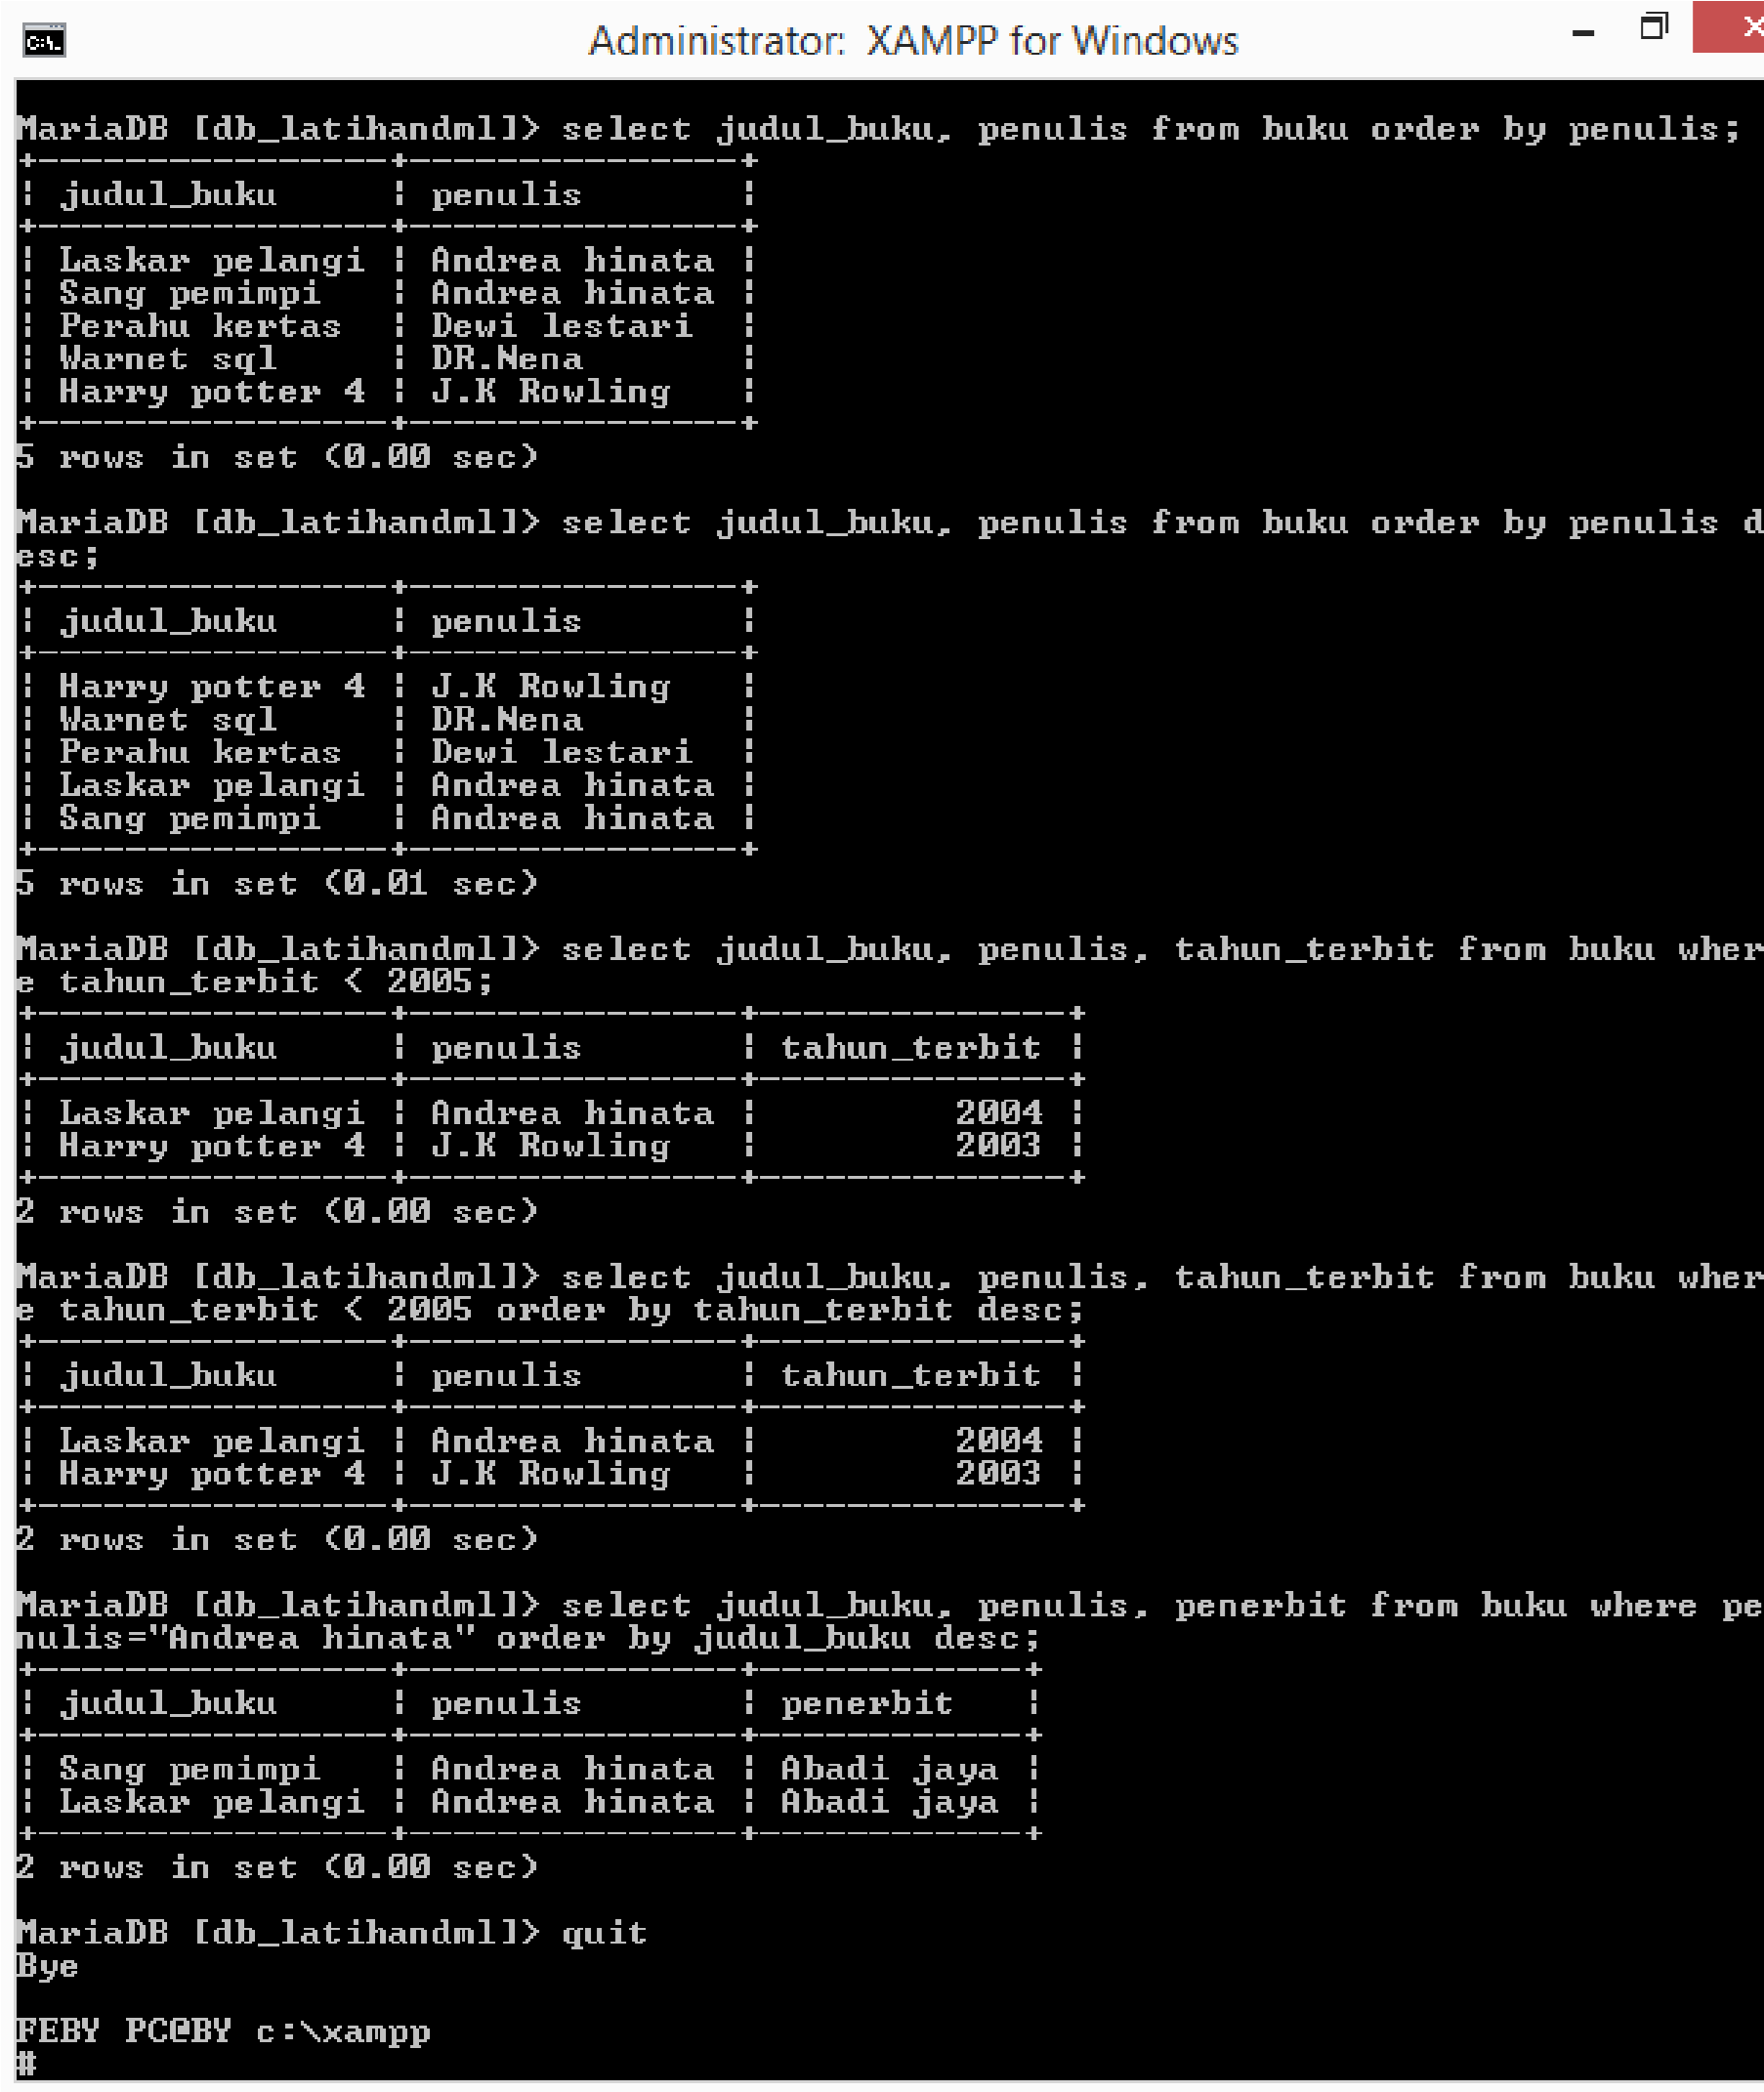 Administrator: XAMPP for Windows
MariaDB [db_latihandml]> select judul_buku, penulis from buku order by penulis;
+----------------+---------------+
| judul_buku     | penulis       |
+----------------+---------------+
| Laskar pelangi | Andrea hinata |
| Sang pemimpi   | Andrea hinata |
| Perahu kertas  | Dewi lestari  |
| Warnet sql     | DR.Nena       |
| Harry potter 4 | J.K Rowling   |
+----------------+---------------+
5 rows in set (0.00 sec)
MariaDB [db_latihandml]> select judul_buku, penulis from buku order by penulis d
esc;
+----------------+---------------+
| judul_buku     | penulis       |
+----------------+---------------+
| Harry potter 4 | J.K Rowling   |
| Warnet sql     | DR.Nena       |
| Perahu kertas  | Dewi lestari  |
| Laskar pelangi | Andrea hinata |
| Sang pemimpi   | Andrea hinata |
+----------------+---------------+
5 rows in set (0.01 sec)
MariaDB [db_latihandml]> select judul_buku, penulis, tahun_terbit from buku wher
e tahun_terbit < 2005;
+----------------+---------------+--------------+
| judul_buku     | penulis       | tahun_terbit |
+----------------+---------------+--------------+
| Laskar pelangi | Andrea hinata |         2004 |
| Harry potter 4 | J.K Rowling   |         2003 |
+----------------+---------------+--------------+
2 rows in set (0.00 sec)
MariaDB [db_latihandml]> select judul_buku, penulis, tahun_terbit from buku wher
e tahun_terbit < 2005 order by tahun_terbit desc;
+----------------+---------------+--------------+
| judul_buku     | penulis       | tahun_terbit |
+----------------+---------------+--------------+
| Laskar pelangi | Andrea hinata |         2004 |
| Harry potter 4 | J.K Rowling   |         2003 |
+----------------+---------------+--------------+
2 rows in set (0.00 sec)
MariaDB [db_latihandml]> select judul_buku, penulis, penerbit from buku where pe
nulis="Andrea hinata" order by judul_buku desc;
+----------------+---------------+------------+
| judul_buku     | penulis       | penerbit   |
+----------------+---------------+------------+
| Sang pemimpi   | Andrea hinata | Abadi jaya |
| Laskar pelangi | Andrea hinata | Abadi jaya |
+----------------+---------------+------------+
2 rows in set (0.00 sec)
MariaDB [db_latihandml]> quit
Bye
FEBY PC@BY c:\xampp
#